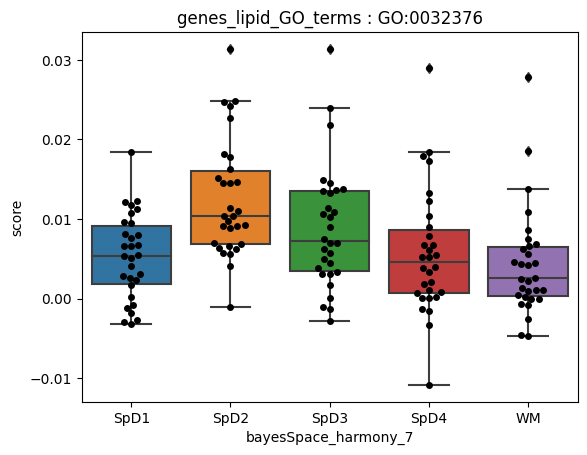 genes_lipid_GO_terms : GO:0032376
score
0.03
0.02
0.01
0.00
−0.01
SpD1 SpD2 SpD3 SpD4 WM
bayesSpace_harmony_7